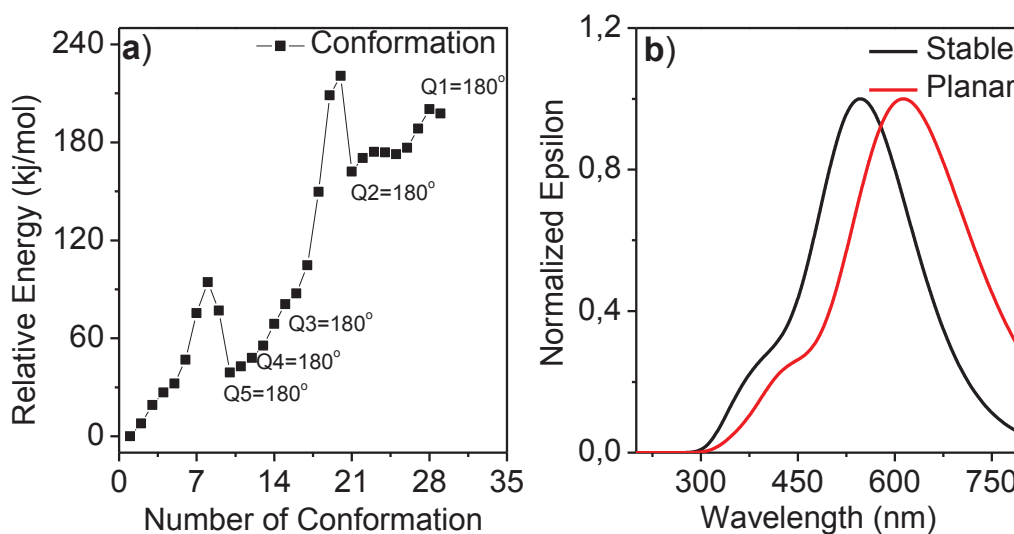 a)
Conformation
240
180
120
60
0
Relative Energy (kj/mol)
Q1=180°
Q2=180°
Q3=180°
Q4=180°
Q5=180°
0 7 14 21 28 35
Number of Conformation
b)
Stable
Planar
1,2
0,8
0,4
0,0
Normalized Epsilon
300 450 600 750
Wavelength (nm)